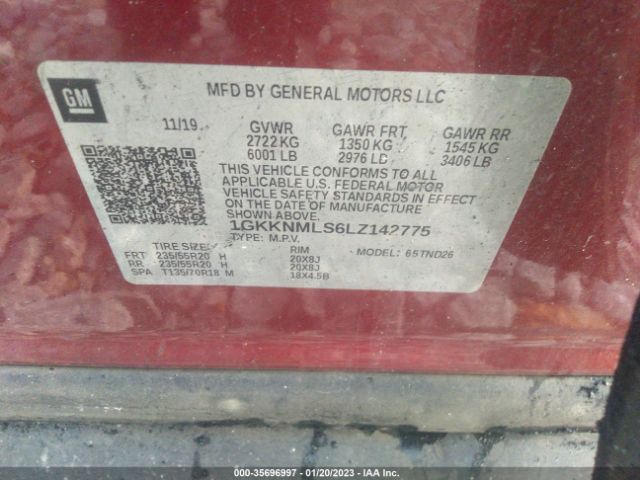 GM
MFD BY GENERAL MOTORS LLC
11/19 GVWR GAWR FRT GAWR RR
2722 KG 1350 KG 1545 KG
6001 LB 2976 LB 3406 LB
THIS VEHICLE CONFORMS TO ALL
APPLICABLE U.S. FEDERAL MOTOR
VEHICLE SAFETY STANDARDS IN EFFECT
ON THE DATE OF MANUFACTURE
SHOWN ABOVE.
1GKKNMLS6LZ142775
TYPE: M.P.V. MODEL: 65TND26
TIRE SIZE RIM
FRT 235/55R20 H 20X8J
RR 235/55R20 H 20X8J
SPA T135/70R18 M 18X4.5B
000-35696997 - 01/20/2023 - IAA Inc.